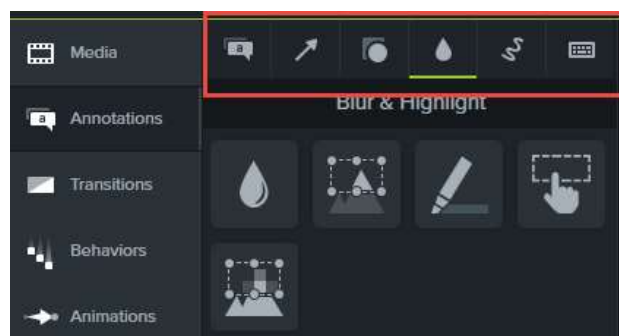 Media
a
Blur & Highlight
a
Annotations
Transitions
Behaviors
Animations